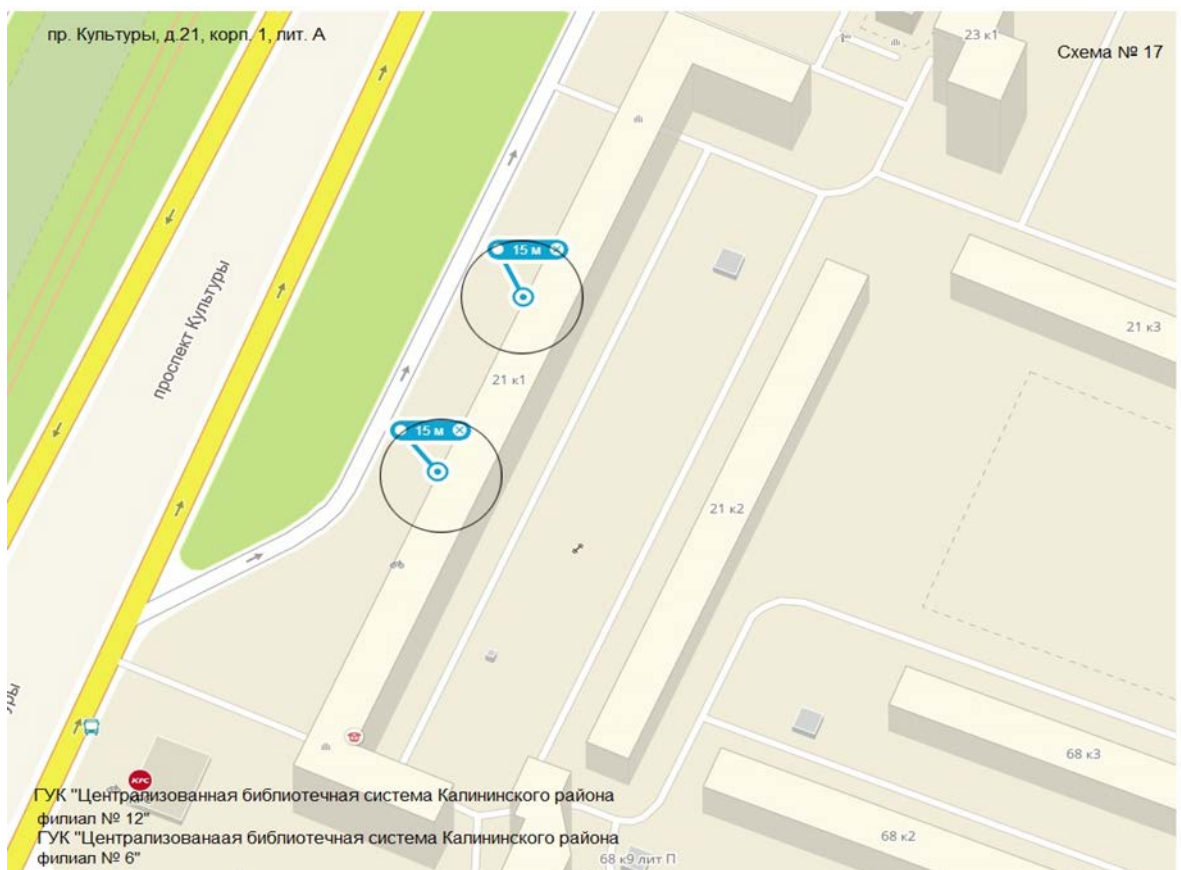 пр. Культуры, д.21, корп. 1, лит. А
23 к1
Схема № 17
15 м
проспект Культуры
21 к3
21 к1
15 м
21 к2
уры
68 к3
KFC
ГУК "Централизованная библиотечная система Калининского района
филиал № 12"
ГУК "Централизованаая библиотечная система Калининского района
филиал № 6"
68 к2
68 к9 лит П